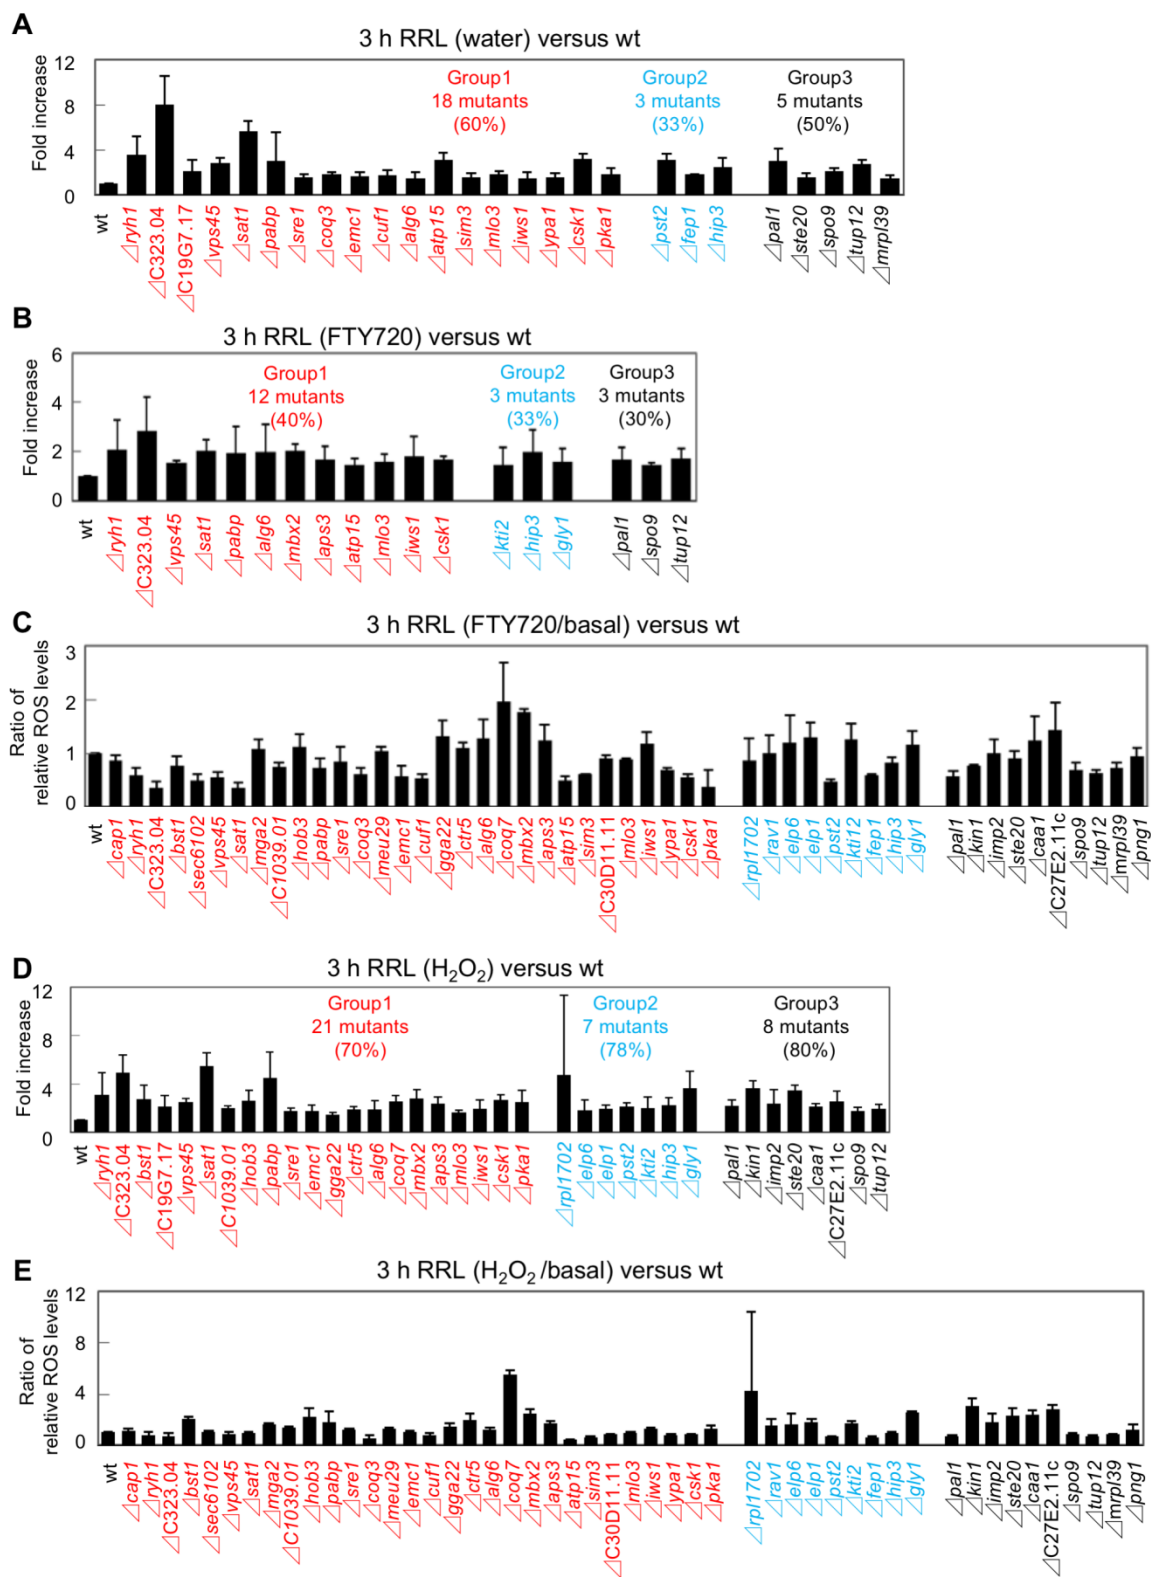 A
3 h RRL (water) versus wt
Fold increase
12
8
4
0
Group1
18 mutants
(60%)
Group2
3 mutants
(33%)
Group3
5 mutants
(50%)
wt
⊿ryh1
⊿C323.04
⊿C19G7.17
⊿vps45
⊿sat1
⊿pabp
⊿sre1
⊿coq3
⊿emc1
⊿cuf1
⊿alg6
⊿atp15
⊿sim3
⊿mlo3
⊿iws1
⊿ypa1
⊿csk1
⊿pka1
⊿pst2
⊿fep1
⊿hip3
⊿pal1
⊿ste20
⊿spo9
⊿tup12
⊿mrpl39
B
3 h RRL (FTY720) versus wt
Fold increase
6
4
2
0
Group1
12 mutants
(40%)
Group2
3 mutants
(33%)
Group3
3 mutants
(30%)
wt
⊿ryh1
⊿C323.04
⊿vps45
⊿sat1
⊿pabp
⊿alg6
⊿mbx2
⊿aps3
⊿atp15
⊿mlo3
⊿iws1
⊿csk1
⊿kti2
⊿hip3
⊿gly1
⊿pal1
⊿spo9
⊿tup12
C
3 h RRL (FTY720/basal) versus wt
Ratio of
relative ROS levels
3
2
1
0
wt
⊿cap1
⊿ryh1
⊿C323.04
⊿bst1
⊿sec6102
⊿vps45
⊿sat1
⊿mga2
⊿C1039.01
⊿hob3
⊿pabp
⊿sre1
⊿coq3
⊿meu29
⊿emc1
⊿cuf1
⊿gga22
⊿ctr5
⊿alg6
⊿coq7
⊿mbx2
⊿aps3
⊿atp15
⊿sim3
⊿C30D11.11
⊿mlo3
⊿iws1
⊿ypa1
⊿csk1
⊿pka1
⊿rpl1702
⊿rav1
⊿elp6
⊿elp1
⊿pst2
⊿kti12
⊿fep1
⊿hip3
⊿gly1
⊿pal1
⊿kin1
⊿imp2
⊿ste20
⊿caa1
⊿C27E2.11c
⊿spo9
⊿tup12
⊿mrpl39
⊿png1
D
3 h RRL (H₂O₂) versus wt
Fold increase
12
8
4
0
Group1
21 mutants
(70%)
Group2
7 mutants
(78%)
Group3
8 mutants
(80%)
wt
⊿ryh1
⊿C323.04
⊿bst1
⊿C19G7.17
⊿vps45
⊿sat1
⊿C1039.01
⊿hob3
⊿pabp
⊿sre1
⊿emc1
⊿gga22
⊿ctr5
⊿alg6
⊿coq7
⊿mbx2
⊿aps3
⊿mlo3
⊿iws1
⊿csk1
⊿pka1
⊿rpl1702
⊿elp6
⊿elp1
⊿pst2
⊿kti2
⊿hip3
⊿gly1
⊿pal1
⊿kin1
⊿imp2
⊿ste20
⊿caa1
⊿C27E2.11c
⊿spo9
⊿tup12
E
3 h RRL (H₂O₂/basal) versus wt
Ratio of
relative ROS levels
12
8
4
0
wt
⊿cap1
⊿ryh1
⊿C323.04
⊿bst1
⊿sec6102
⊿vps45
⊿sat1
⊿mga2
⊿C1039.01
⊿hob3
⊿pabp
⊿sre1
⊿coq3
⊿meu29
⊿emc1
⊿cuf1
⊿gga22
⊿ctr5
⊿alg6
⊿coq7
⊿mbx2
⊿aps3
⊿atp15
⊿sim3
⊿C30D11.11
⊿mlo3
⊿iws1
⊿ypa1
⊿csk1
⊿pka1
⊿rpl1702
⊿rav1
⊿elp6
⊿elp1
⊿pst2
⊿kti2
⊿fep1
⊿hip3
⊿gly1
⊿pal1
⊿kin1
⊿imp2
⊿ste20
⊿caa1
⊿C27E2.11c
⊿spo9
⊿tup12
⊿mrpl39
⊿png1